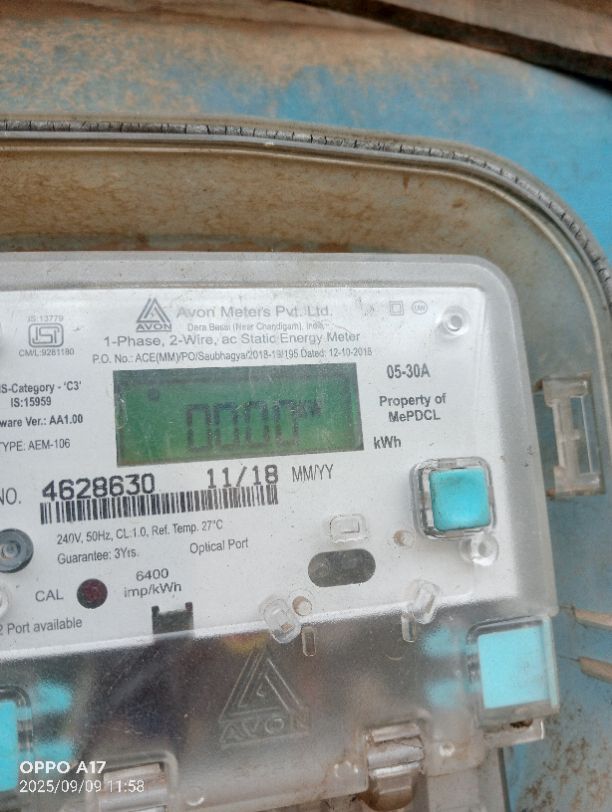 IS:13779
CM/L:9281180
AVON
Avon Meters Pvt. Ltd.
Dera Bassi (Near Chandigarh), India
1-Phase, 2-Wire, ac Static Energy Meter
P.O. No.: ACE(MM)/PO/Saubhagya/2018-19/195 Dated: 12-10-2018
05-30A
IS-Category - 'C3'
IS:15959
ware Ver.: AA1.00
TYPE: AEM-106
0000
Property of
MePDCL
kWh
NO. 4628630 11/18 MM/YY
240V, 50Hz, CL:1.0, Ref. Temp. 27°C
Guarantee: 3Yrs.
Optical Port
CAL
6400
imp/kWh
2 Port available
AVON
OPPO A17
2025/09/09 11:58